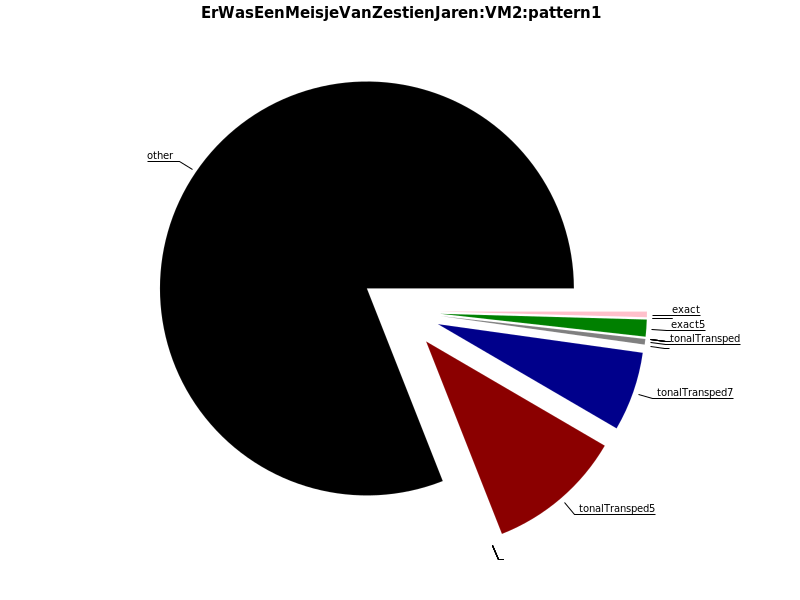 ErWasEenMeisjeVanZestienJaren:VM2:pattern1
other
exact
exact5
tonalTransped
tonalTransped7
tonalTransped5